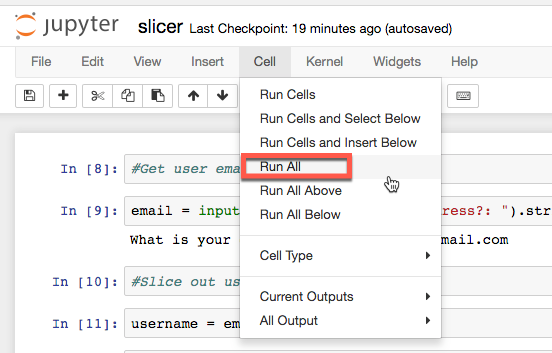 jupyter slicer Last Checkpoint: 19 minutes ago (autosaved)
File Edit View Insert Cell Kernel Widgets Help
Run Cells
Run Cells and Select Below
Run Cells and Insert Below
Run All
Run All Above
Run All Below
Cell Type
Current Outputs
All Output
In [8]: #Get user ema
In [9]: email = input ress?: ").str
What is your mail.com
In [10]: #Slice out us
In [11]: username = em